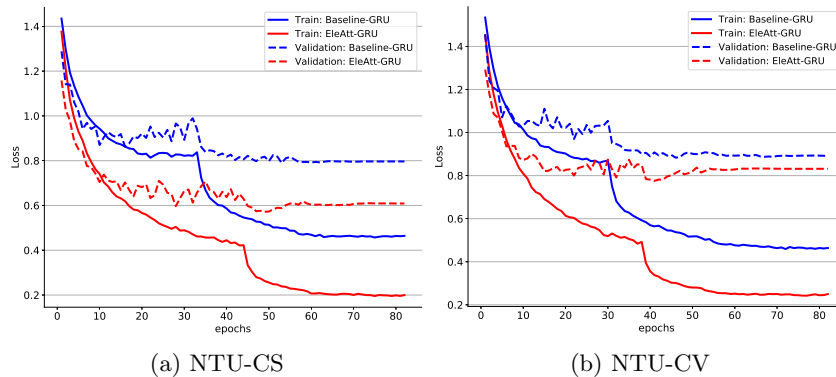 Train: Baseline-GRU
Train: EleAtt-GRU
Validation: Baseline-GRU
Validation: EleAtt-GRU
1.4
1.2
1.0
0.8
0.6
0.4
0.2
Loss
0 10 20 30 40 50 60 70 80
epochs
(a) NTU-CS
Train: Baseline-GRU
Train: EleAtt-GRU
Validation: Baseline-GRU
Validation: EleAtt-GRU
1.4
1.2
1.0
0.8
0.6
0.4
0.2
Loss
0 10 20 30 40 50 60 70 80
epochs
(b) NTU-CV